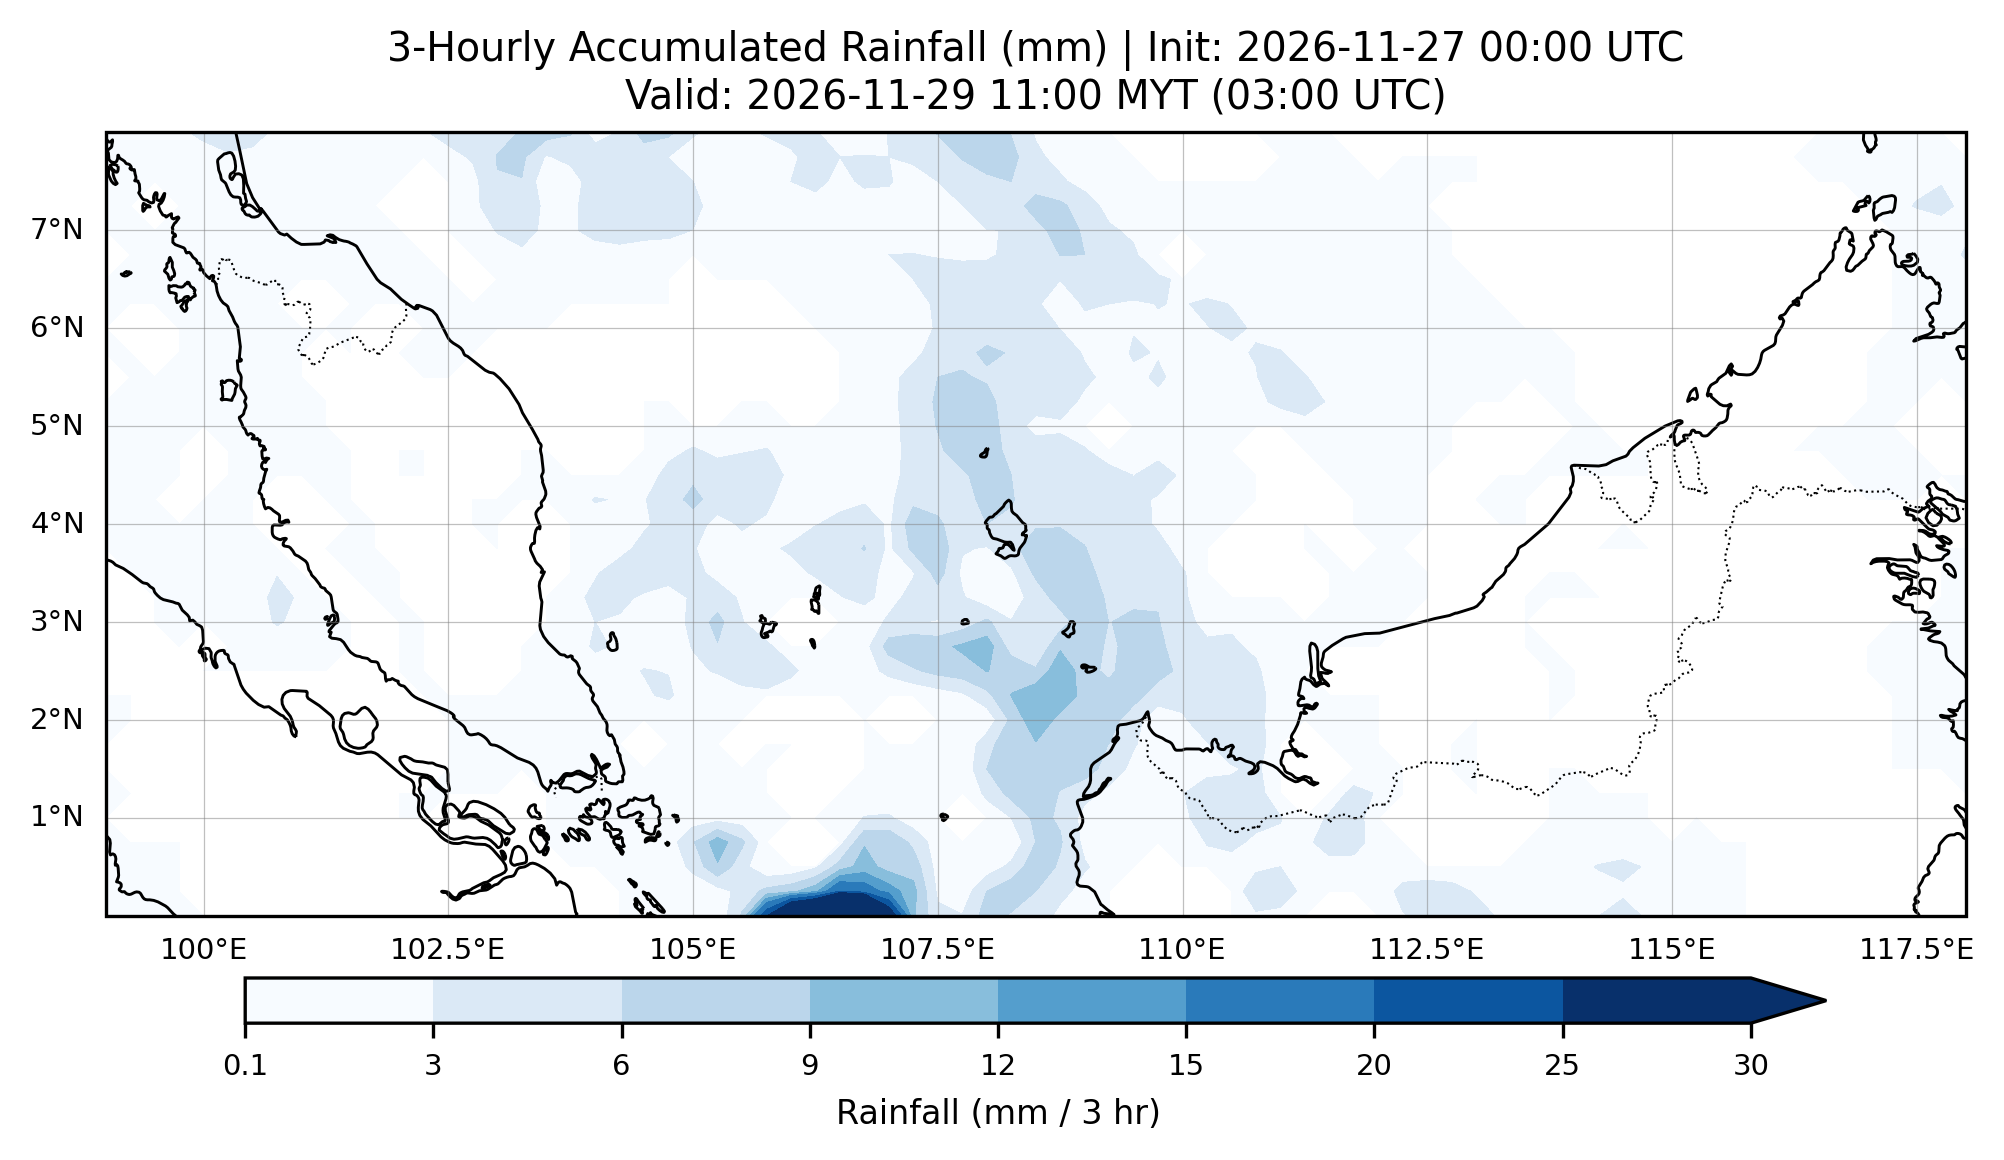 3-Hourly Accumulated Rainfall (mm) | Init: 2026-11-27 00:00 UTC
Valid: 2026-11-29 11:00 MYT (03:00 UTC)
7°N
6°N
5°N
4°N
3°N
2°N
1°N
100°E 102.5°E 105°E 107.5°E 110°E 112.5°E 115°E 117.5°E
0.1 3 6 9 12 15 20 25 30
Rainfall (mm / 3 hr)